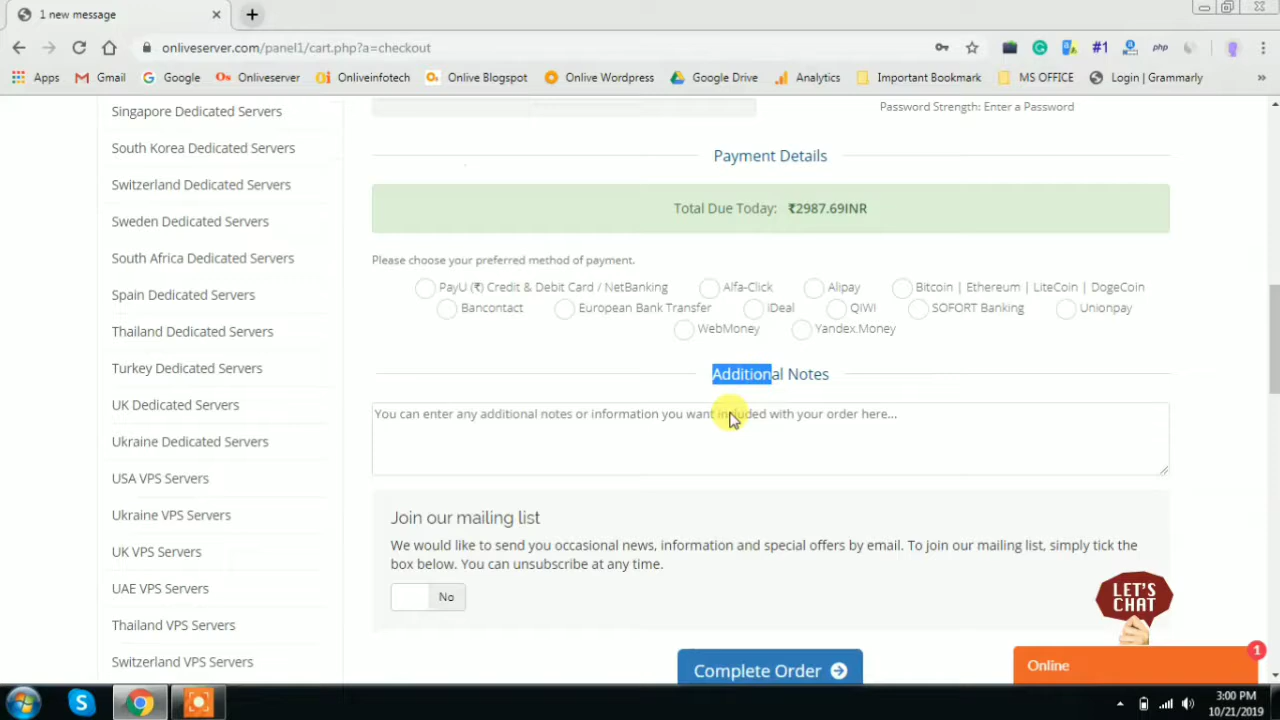 1 new message
onliveserver.com/panel1/cart.php?a=checkout
#1
php
Apps
Gmail
Google
Os Onliveserver
Oi Onliveinfotech
O. Online Blogspot
Onlive Wordpress
Google Drive
Analytics
Important Bookmark
MS OFFICE
Login | Grammarly
»
Singapore Dedicated Servers
South Korea Dedicated Servers
Switzerland Dedicated Servers
Sweden Dedicated Servers
South Africa Dedicated Servers
Spain Dedicated Servers
Thailand Dedicated Servers
Turkey Dedicated Servers
UK Dedicated Servers
Ukraine Dedicated Servers
USA VPS Servers
Ukraine VPS Servers
UK VPS Servers
UAE VPS Servers
Thailand VPS Servers
Switzerland VPS Servers
Password Strength: Enter a Password
Payment Details
Total Due Today: ₹2987.69INR
Please choose your preferred method of payment.
PayU (₹) Credit & Debit Card / NetBanking
Alfa-Click
Alipay
Bitcoin | Ethereum | LiteCoin | DogeCoin
Bancontact
European Bank Transfer
iDeal
QIWI
SOFORT Banking
Unionpay
WebMoney
Yandex.Money
Additional Notes
You can enter any additional notes or information you want included with your order here...
Join our mailing list
We would like to send you occasional news, information and special offers by email. To join our mailing list, simply tick the
box below. You can unsubscribe at any time.
No
LET'S
CHAT
Complete Order
Online
1
3:00 PM
10/21/2019